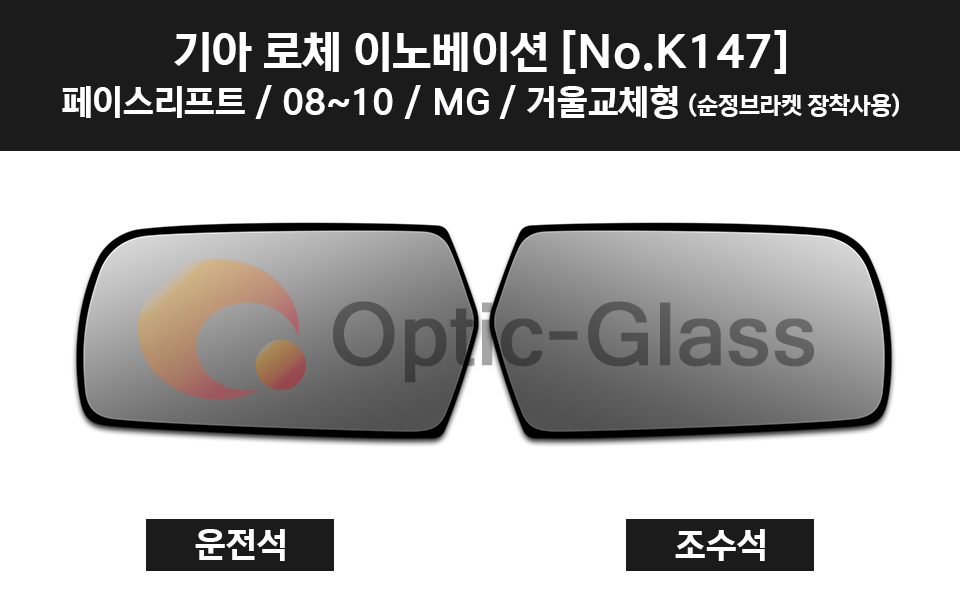 기아 로체 이노베이션 [No.K147]
페이스리프트 / 08~10 / MG / 거울교체형 (순정브라켓 장착사용)
Optic-Glass
운전석
조수석